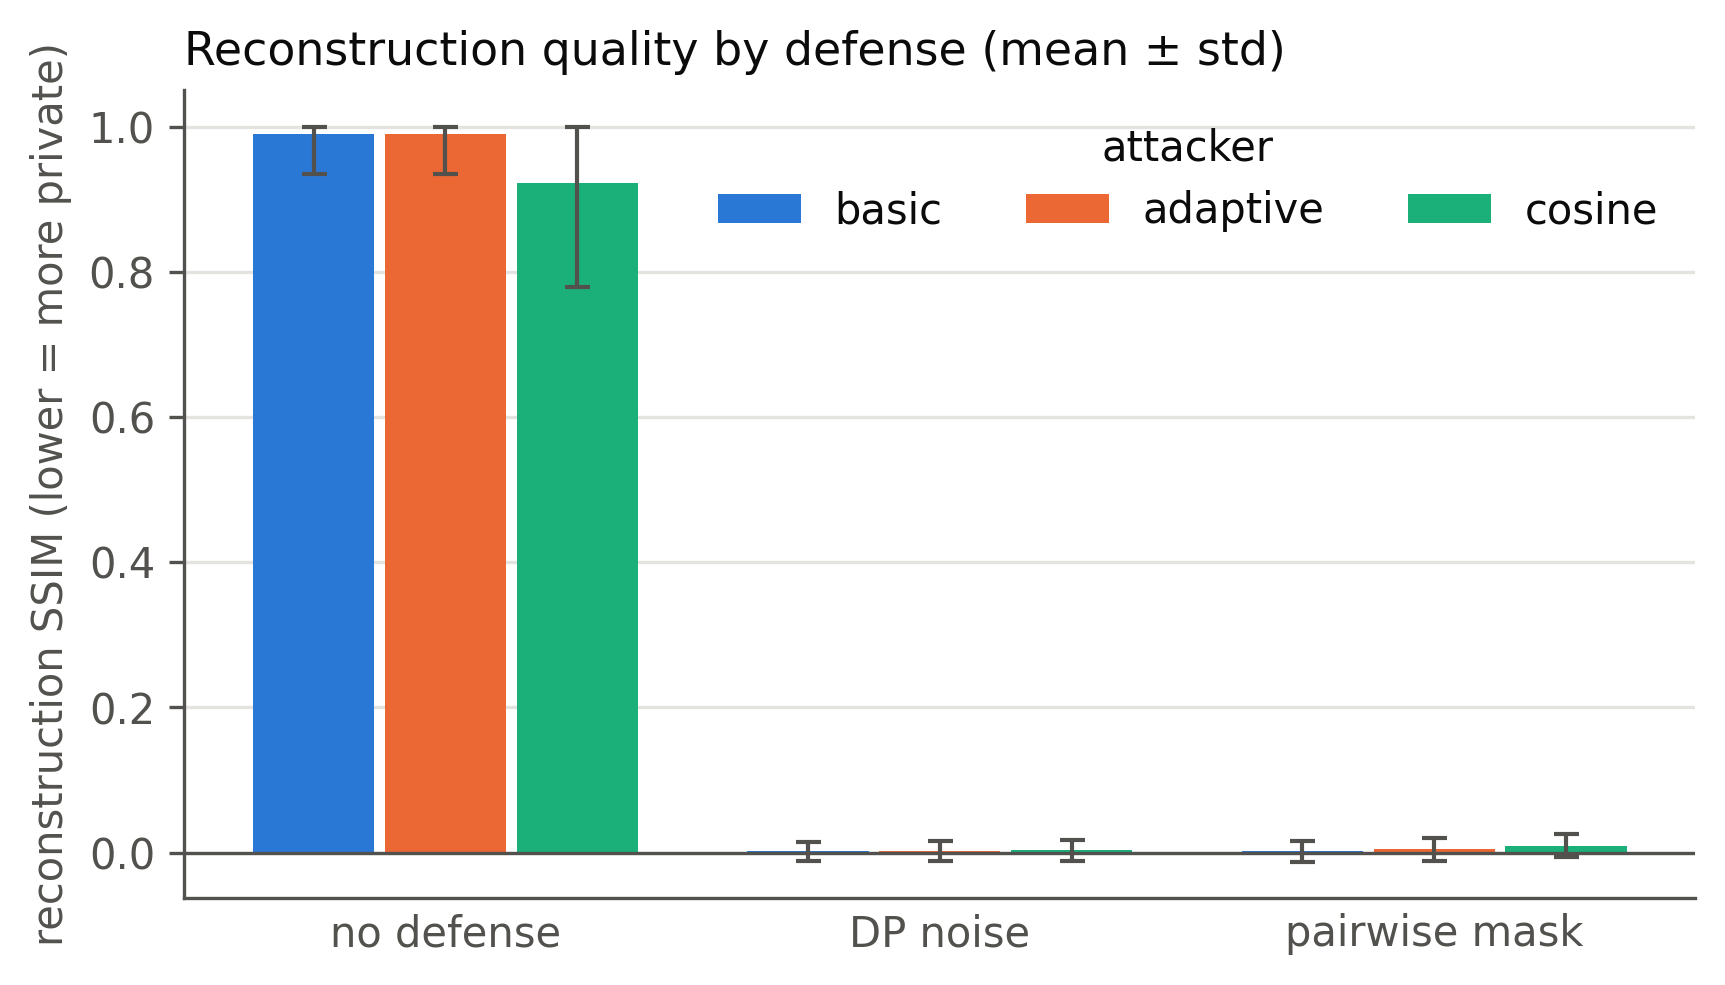 Reconstruction quality by defense (mean ± std)
reconstruction SSIM (lower = more private)
1.0
0.8
0.6
0.4
0.2
0.0
attacker
basic
adaptive
cosine
no defense
DP noise
pairwise mask